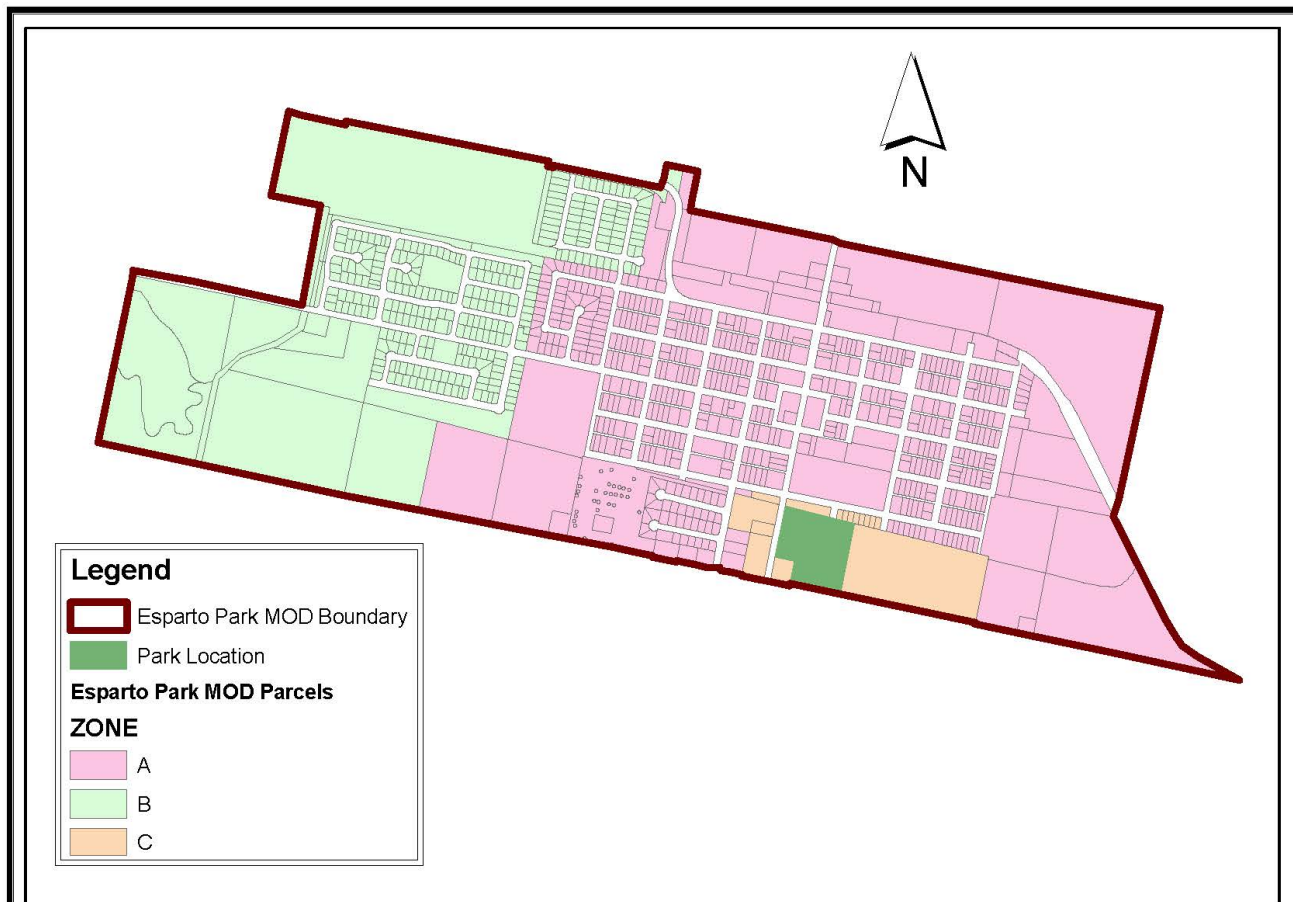 N
Legend
Esparto Park MOD Boundary
Park Location
Esparto Park MOD Parcels
ZONE
A
B
C